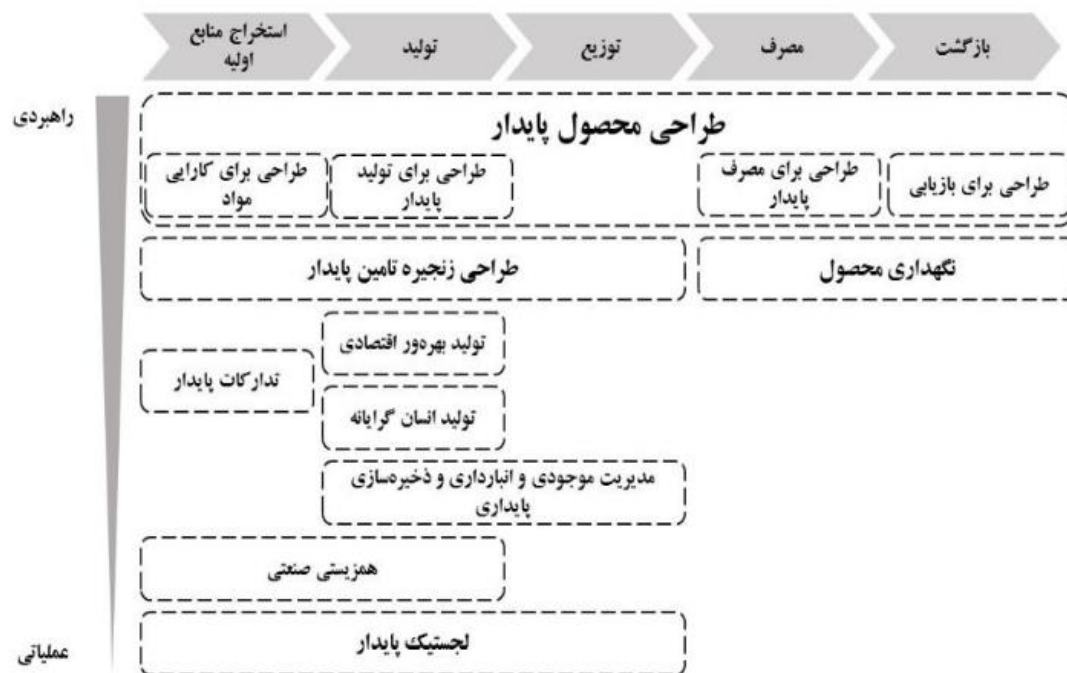 استخراج منابع
اولیه
تولید
توزیع
مصرف
بازگشت
راهبردی
طراحی محصول پایدار
طراحی برای کارایی
مواد
طراحی برای تولید
پایدار
طراحی برای مصرف
پایدار
طراحی برای بازیابی
طراحی زنجیره تامین پایدار
نگهداری محصول
تولید بهره‌ور اقتصادی
تدارکات پایدار
تولید انسان گرایانه
مدیریت موجودی و انبارداری و ذخیره‌سازی
پایداری
همزیستی صنعتی
لجستیک پایدار
عملیاتی